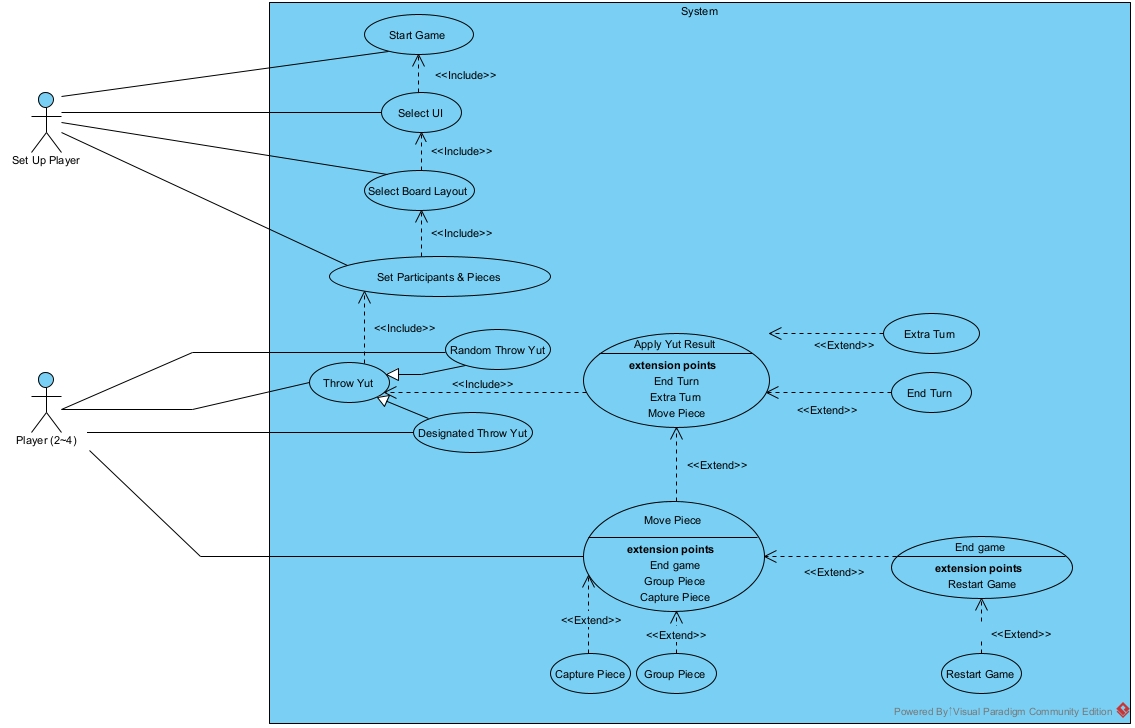 System
Start Game
<<Include>>
Select UI
Set Up Player
<<Include>>
Select Board Layout
<<Include>>
Set Participants & Pieces
<<Include>>
Random Throw Yut
Throw Yut
<<Include>>
Designated Throw Yut
Player (2~4)
Apply Yut Result
extension points
End Turn
Extra Turn
Move Piece
Extra Turn
<<Extend>>
End Turn
<<Extend>>
<<Extend>>
Move Piece
extension points
End game
Group Piece
Capture Piece
<<Extend>>
End game
extension points
Restart Game
<<Extend>>
<<Extend>>
<<Extend>>
Capture Piece
Group Piece
Restart Game
Powered By Visual Paradigm Community Edition